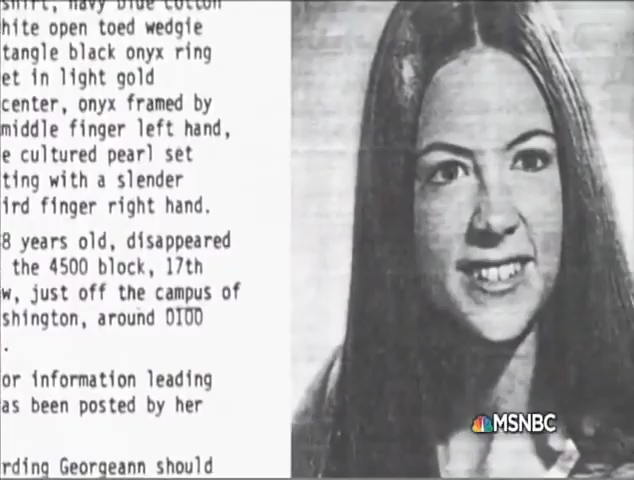 shirt, navy blue cotton
hite open toed wedgie
tangle black onyx ring
et in light gold
center, onyx framed by
middle finger left hand,
e cultured pearl set
ting with a slender
ird finger right hand.
8 years old, disappeared
the 4500 block, 17th
w, just off the campus of
shington, around 0100
.
or information leading
as been posted by her
rding Georgeann should
MSNBC